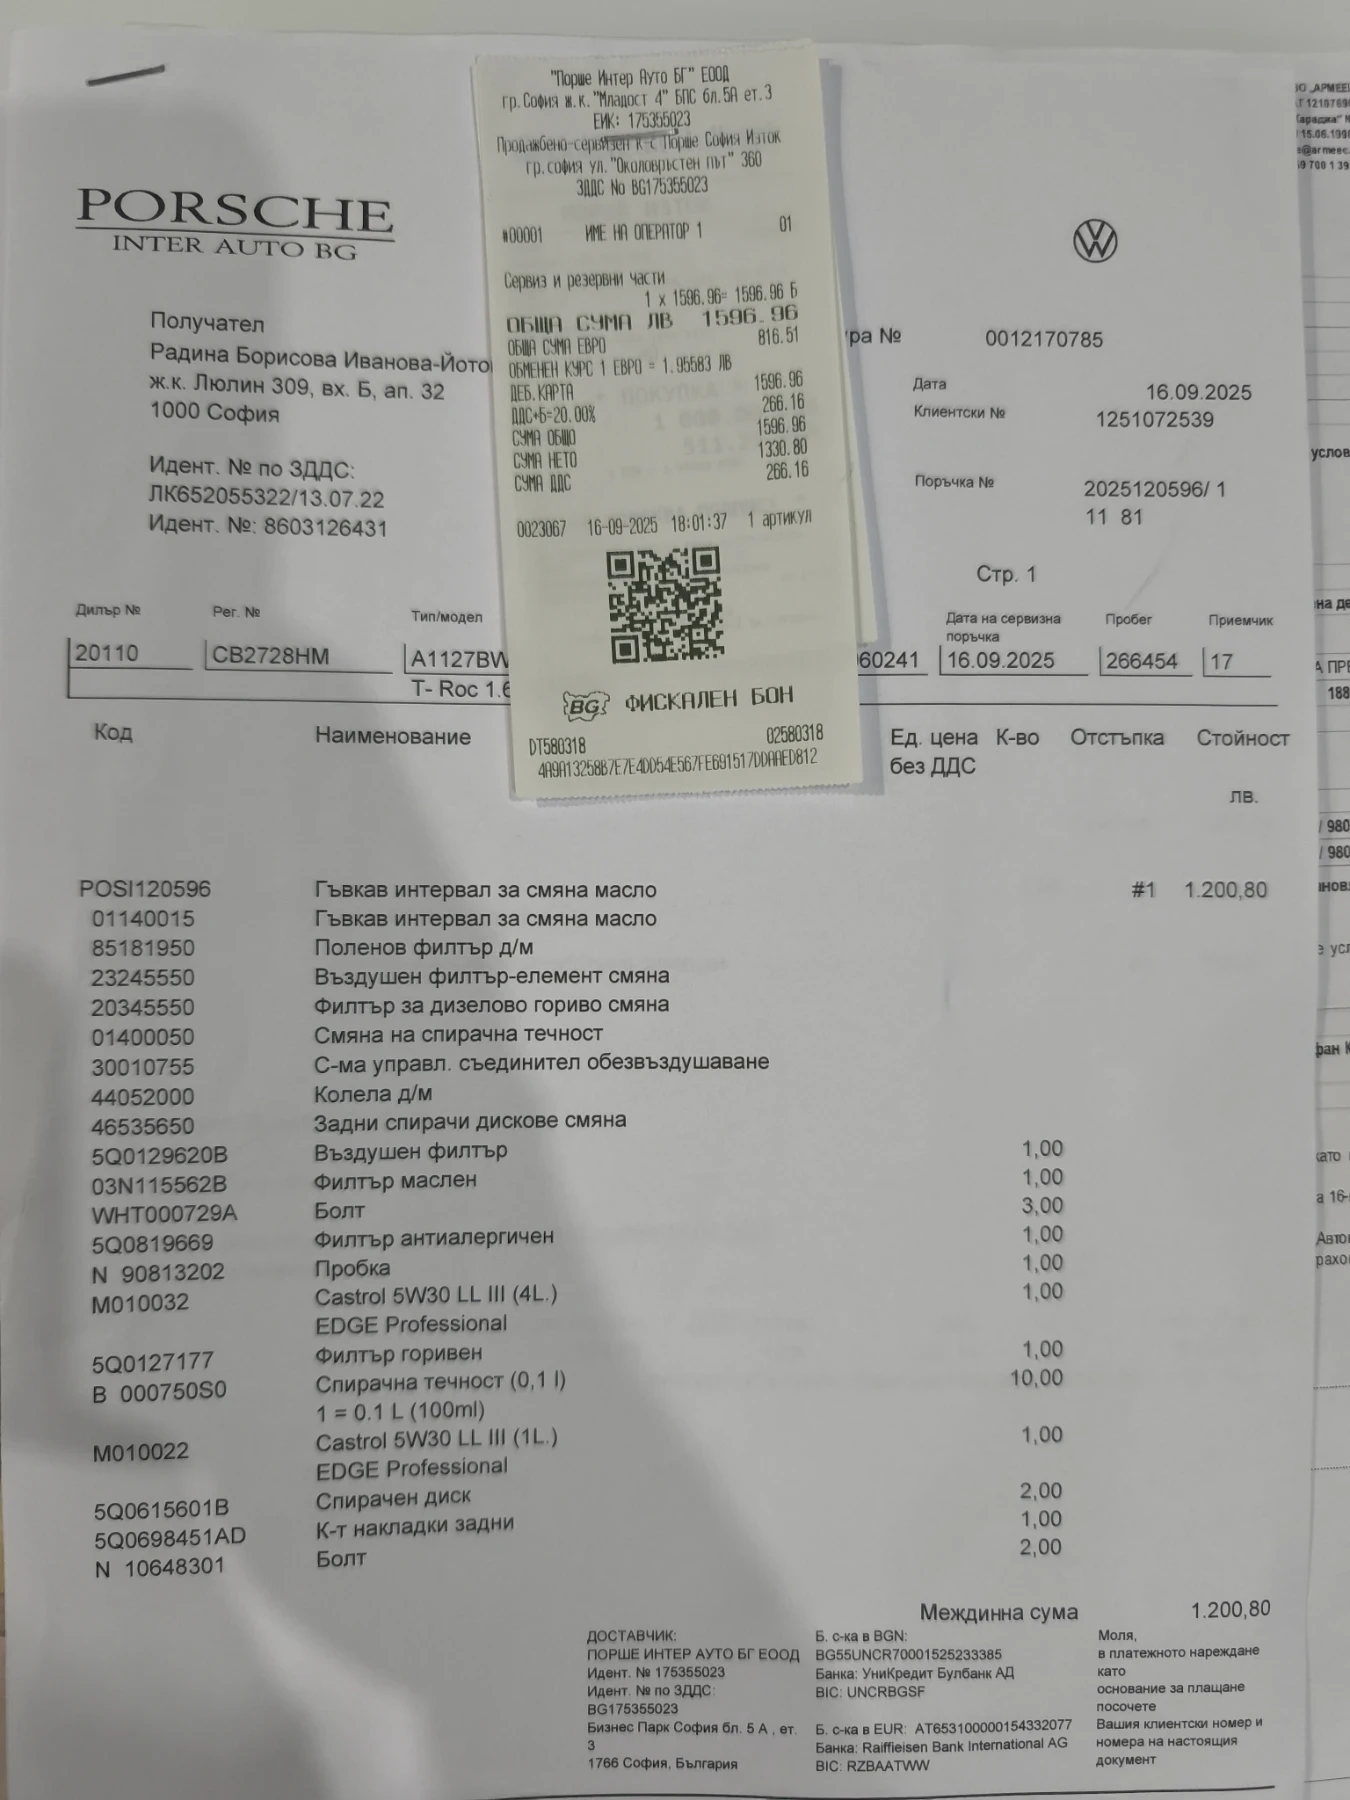 "Порше Интер Ауто БГ" ЕООД
гр.София ж.к."Младост 4" БПС бл.5А ет.3
ЕИК: 175355023
Продажбено-сервизен к-с Порше София Изток
гр.софия ул."Околовръстен път" 360
ЗДДС No BG175355023
#00001 ИМЕ НА ОПЕРАТОР 1 01
Сервиз и резервни части
1 x 1596.96= 1596.96 Б
ОБЩА СУМА ЛВ 1596.96
ОБЩА СУМА ЕВРО 816.51
ОБМЕНЕН КУРС 1 ЕВРО = 1.95583 ЛВ
ДЕБ.КАРТА 1596.96
ДДС*Б=20.00% 266.16
СУМА ОБЩО 1596.96
СУМА НЕТО 1330.80
СУМА ДДС 266.16
0023067 16-09-2025 18:01:37 1 артикул
BG ФИСКАЛЕН БОН
DT580318 02580318
4A9A13258B7E7E4DD54E567FE691517DDAAED812
PORSCHE
INTER AUTO BG
Получател
Радина Борисова Иванова-Йото
ж.к. Люлин 309, вх. Б, ап. 32
1000 София
Идент. № по ЗДДС:
ЛК652055322/13.07.22
Идент. №: 8603126431
ра № 0012170785
Дата 16.09.2025
Клиентски № 1251072539
Поръчка № 2025120596/ 1
11 81
Стр. 1
Дилър № Рег. № Тип/модел Дата на сервизна поръчка Пробег Приемчик
20110 CB2728HM A1127BW 60241 16.09.2025 266454 17
T- Roc 1.6
Код Наименование Ед. цена без ДДС К-во Отстъпка Стойност
лв.
POSI120596 Гъвкав интервал за смяна масло #1 1.200,80
01140015 Гъвкав интервал за смяна масло
85181950 Поленов филтър д/м
23245550 Въздушен филтър-елемент смяна
20345550 Филтър за дизелово гориво смяна
01400050 Смяна на спирачна течност
30010755 С-ма управл. съединител обезвъздушаване
44052000 Колела д/м
46535650 Задни спирачи дискове смяна
5Q0129620B Въздушен филтър 1,00
03N115562B Филтър маслен 1,00
WHT000729A Болт 3,00
5Q0819669 Филтър антиалергичен 1,00
N 90813202 Пробка 1,00
M010032 Castrol 5W30 LL III (4L.) 1,00
EDGE Professional
5Q0127177 Филтър горивен 1,00
B 000750S0 Спирачна течност (0,1 l) 10,00
1 = 0.1 L (100ml)
M010022 Castrol 5W30 LL III (1L.) 1,00
EDGE Professional
5Q0615601B Спирачен диск 2,00
5Q0698451AD К-т накладки задни 1,00
N 10648301 Болт 2,00
Междинна сума 1.200,80
ДОСТАВЧИК:
ПОРШЕ ИНТЕР АУТО БГ ЕООД
Идент. № 175355023
Идент. № по ЗДДС:
BG175355023
Бизнес Парк София бл. 5 А , ет.
3
1766 София, България
Б. с-ка в BGN:
BG55UNCR70001525233385
Банка: УниКредит Булбанк АД
BIC: UNCRBGSF
Б. с-ка в EUR: AT653100000154332077
Банка: Raiffleisen Bank International AG
BIC: RZBAATWW
Моля,
в платежното нареждане
като
основание за плащане
посочете
Вашия клиентски номер и
номера на настоящия
документ